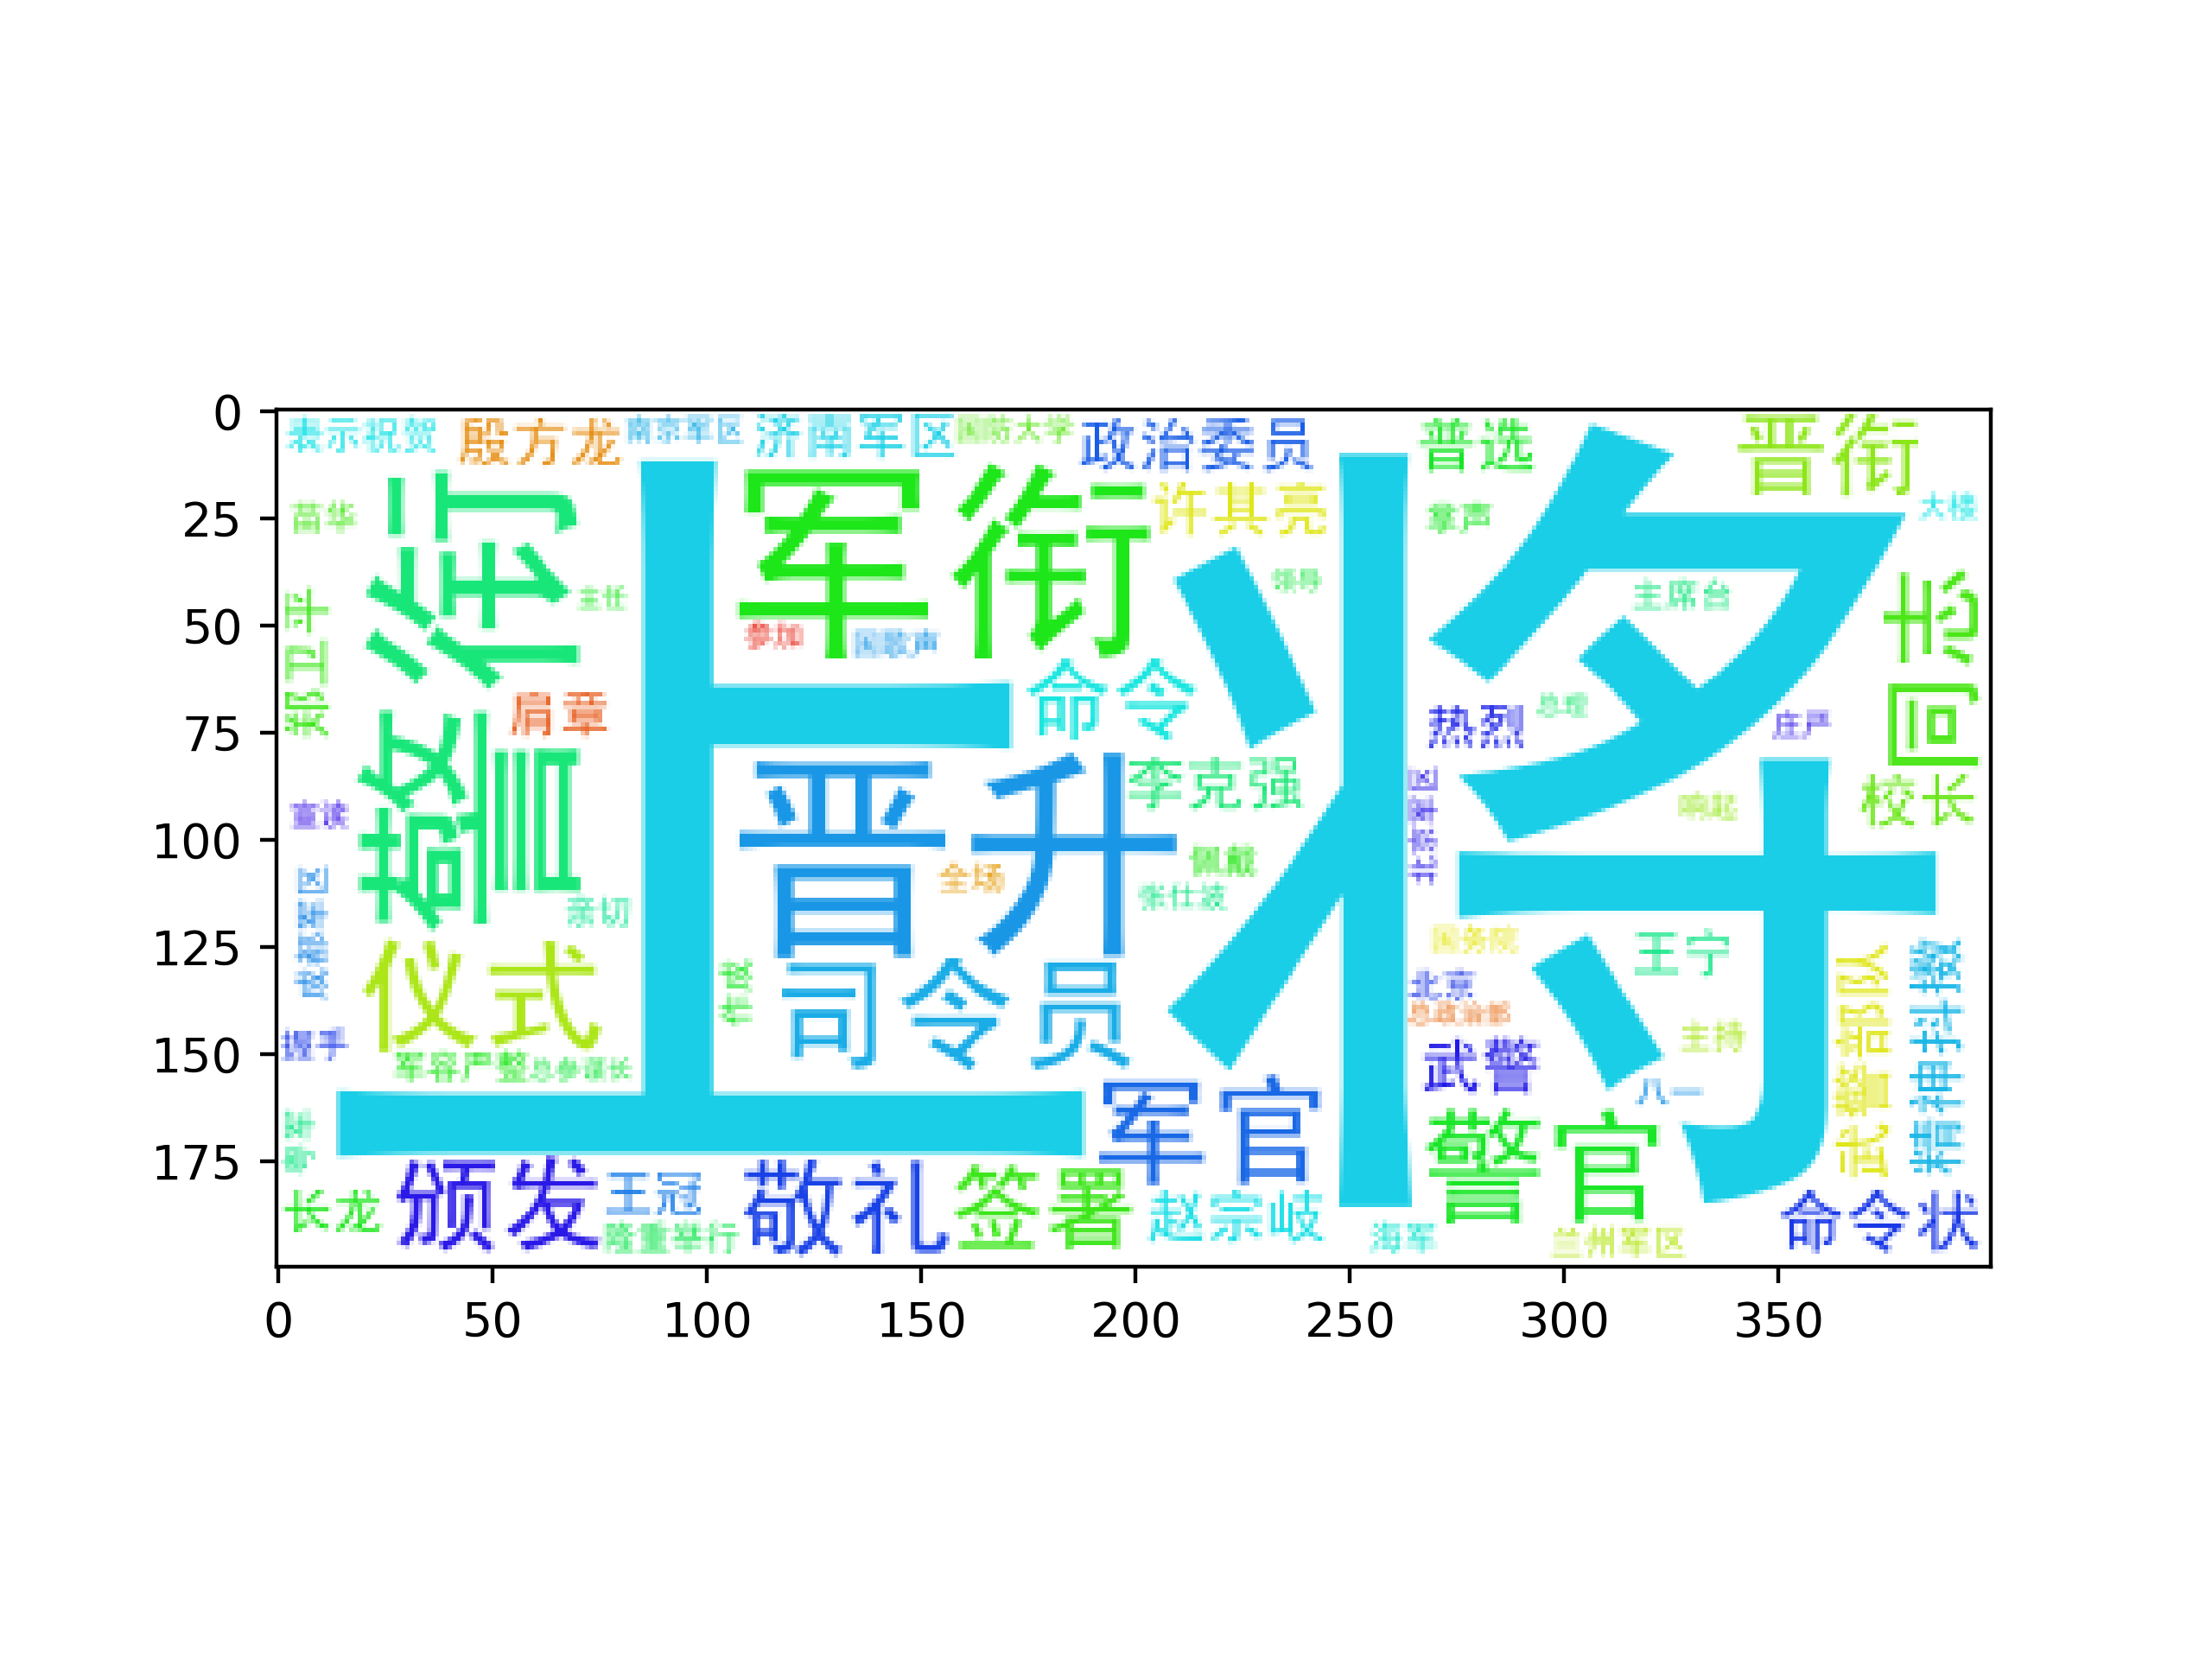 0
25
50
75
100
125
150
175
0 50 100 150 200 250 300 350
表示祝贺
殷方龙
南京军区
济南军区
国防大学
政治委员
普选
晋衔
苗华
警衔
上将
军衔
许其亮
掌声
大楼
主任
领导
主席台
同志
郑卫平
参加
国歌声
命令
后章
热烈
庄严
晋升
李克强
北京军区
响起
校长
宣读
全场
佩戴
张仕波
成都军区
亲切
国务院
王宁
仪式
作战
司令员
北京
总政治部
武警部队
精神抖擞
握手
军容严整
总参谋长
武警
主持
八一
军官
警官
长龙
颁发
王冠
隆重举行
敬礼
签署
赵宗岐
海军
兰州军区
命令状